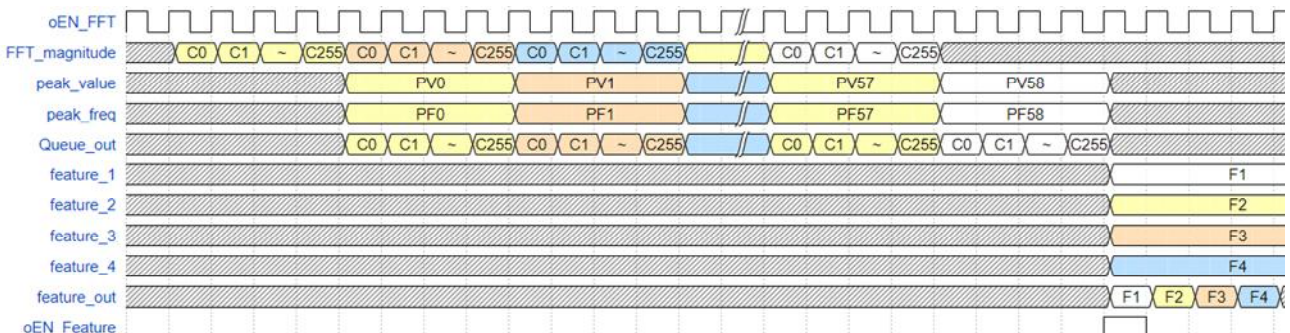 oEN_FFT
FFT_magnitude C0 C1 ~ C255 C0 C1 ~ C255 C0 C1 ~ C255 C0 C1 ~ C255
peak_value PV0 PV1 PV57 PV58
peak_freq PF0 PF1 PF57 PF58
Queue_out C0 C1 ~ C255 C0 C1 ~ C255 C0 C1 ~ C255 C0 C1 ~ C255
feature_1 F1
feature_2 F2
feature_3 F3
feature_4 F4
feature_out F1 F2 F3 F4
oEN_Feature